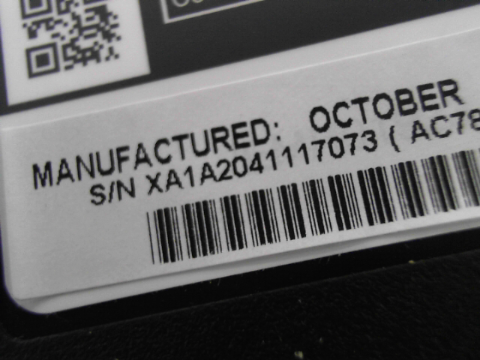 MANUFACTURED: OCTOBER
S/N XA1A2041117073 ( AC78